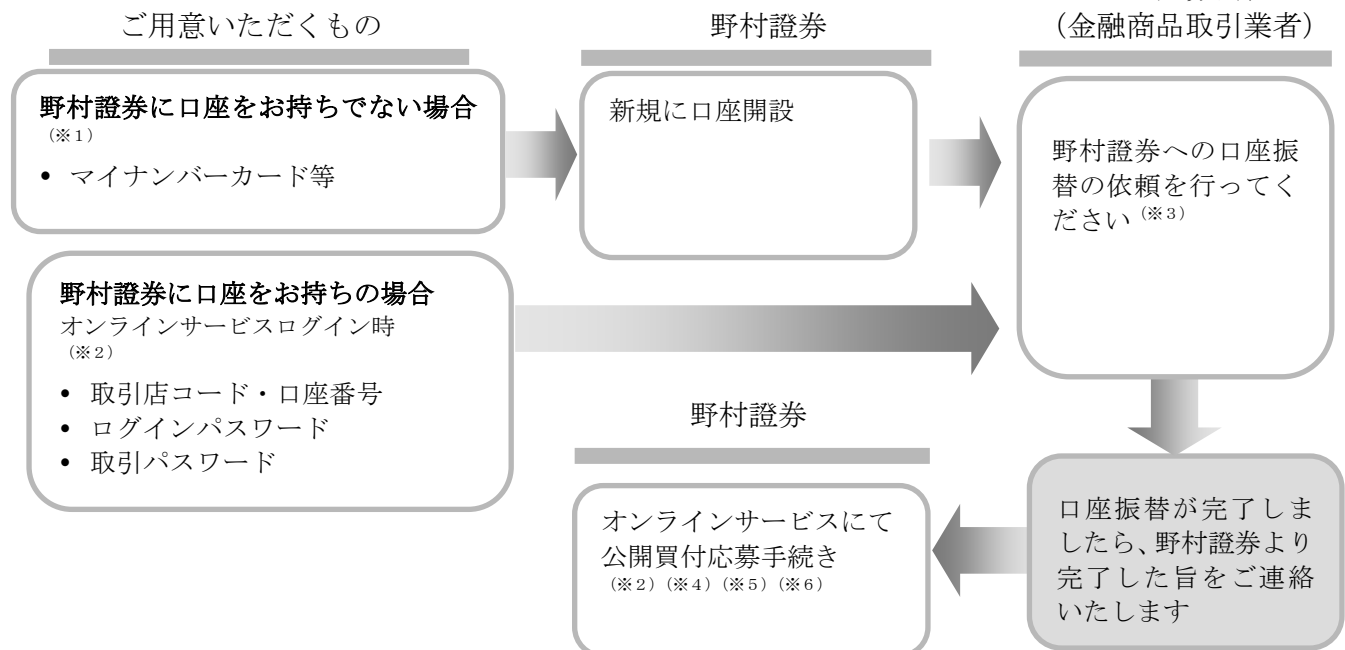 ご用意いただくもの
野村證券
(金融商品取引業者)
野村證券に口座をお持ちでない場合
(※1)
• マイナンバーカード等
新規に口座開設
野村證券への口座振
替の依頼を行ってく
ださい(※3)
野村證券に口座をお持ちの場合
オンラインサービスログイン時
(※2)
• 取引店コード・口座番号
• ログインパスワード
• 取引パスワード
野村證券
オンラインサービスにて
公開買付応募手続き
(※2)(※4)(※5)(※6)
口座振替が完了しま
したら、野村證券より
完了した旨をご連絡
いたします